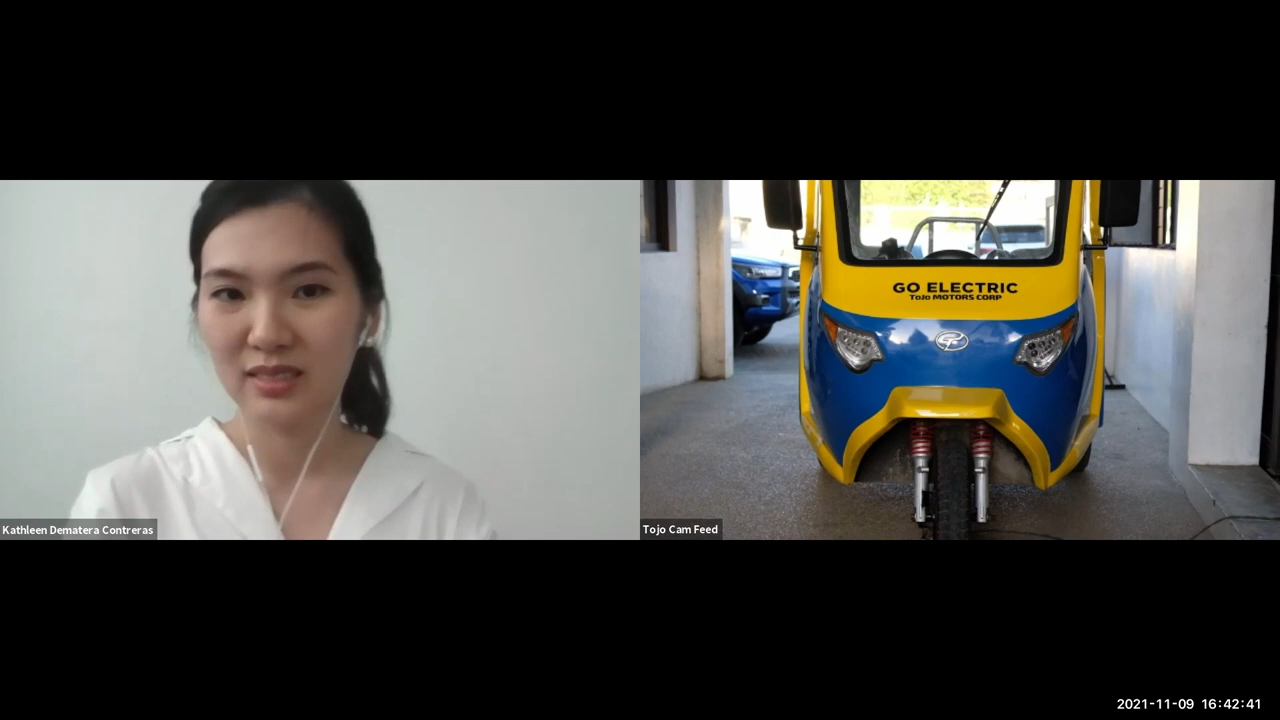 GO ELECTRIC
ToJo MOTORS CORP
Kathleen Dematera Contreras
Tojo Cam Feed
2021-11-09 16:42:41